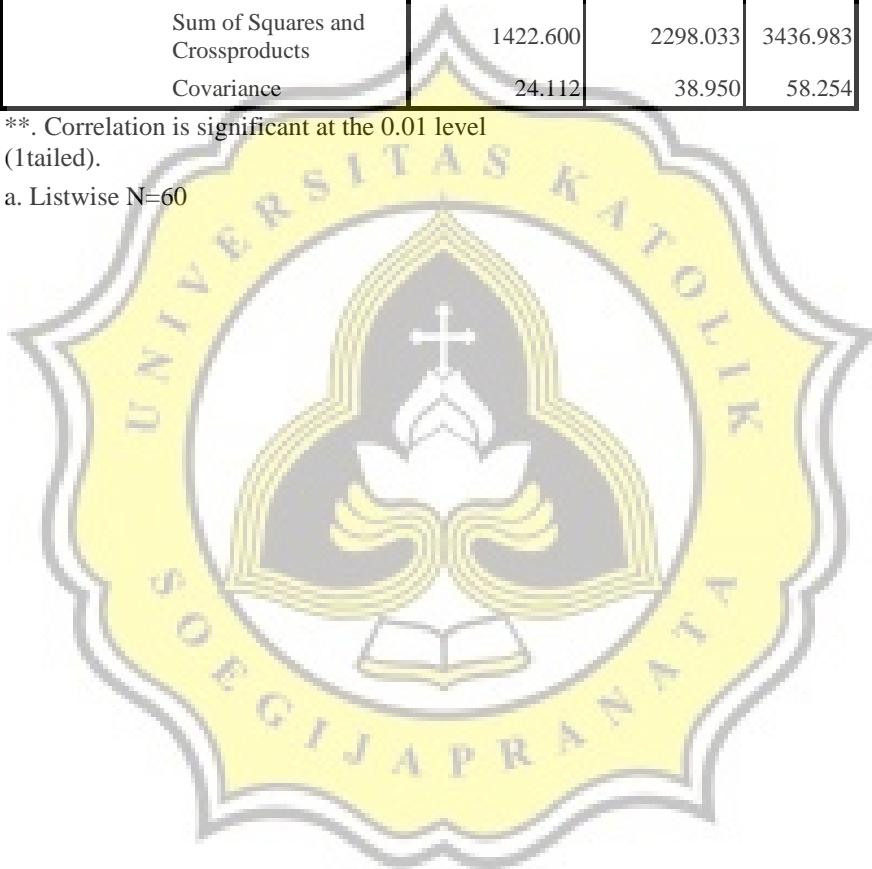 Sum of Squares and
Crossproducts 1422.600 2298.033 3436.983
Covariance 24.112 38.950 58.254
**. Correlation is significant at the 0.01 level
(1tailed).
a. Listwise N=60
UNIVERSITAS KATOLIK
SOEGIJAPRANATA